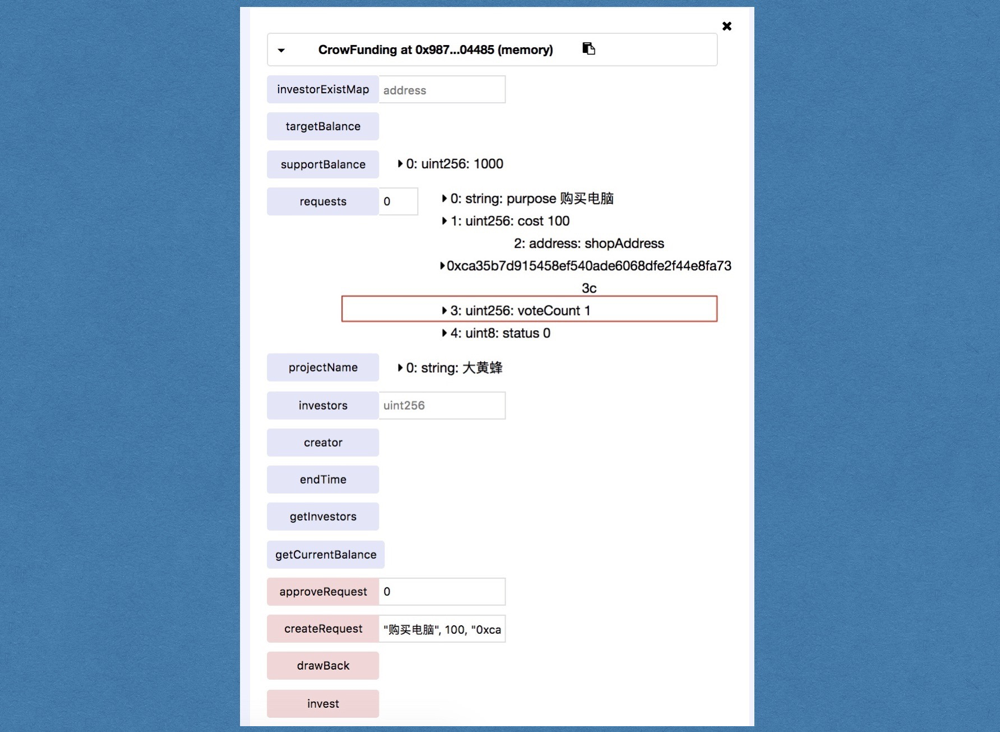 CrowFunding at 0x987...04485 (memory)
investorExistMap address
targetBalance
supportBalance 0: uint256: 1000
requests 0 0: string: purpose 购买电脑
1: uint256: cost 100
2: address: shopAddress
0xca35b7d915458ef540ade6068dfe2f44e8fa73
3c
3: uint256: voteCount 1
4: uint8: status 0
projectName 0: string: 大黄蜂
investors uint256
creator
endTime
getInvestors
getCurrentBalance
approveRequest 0
createRequest "购买电脑", 100, "0xca
drawBack
invest